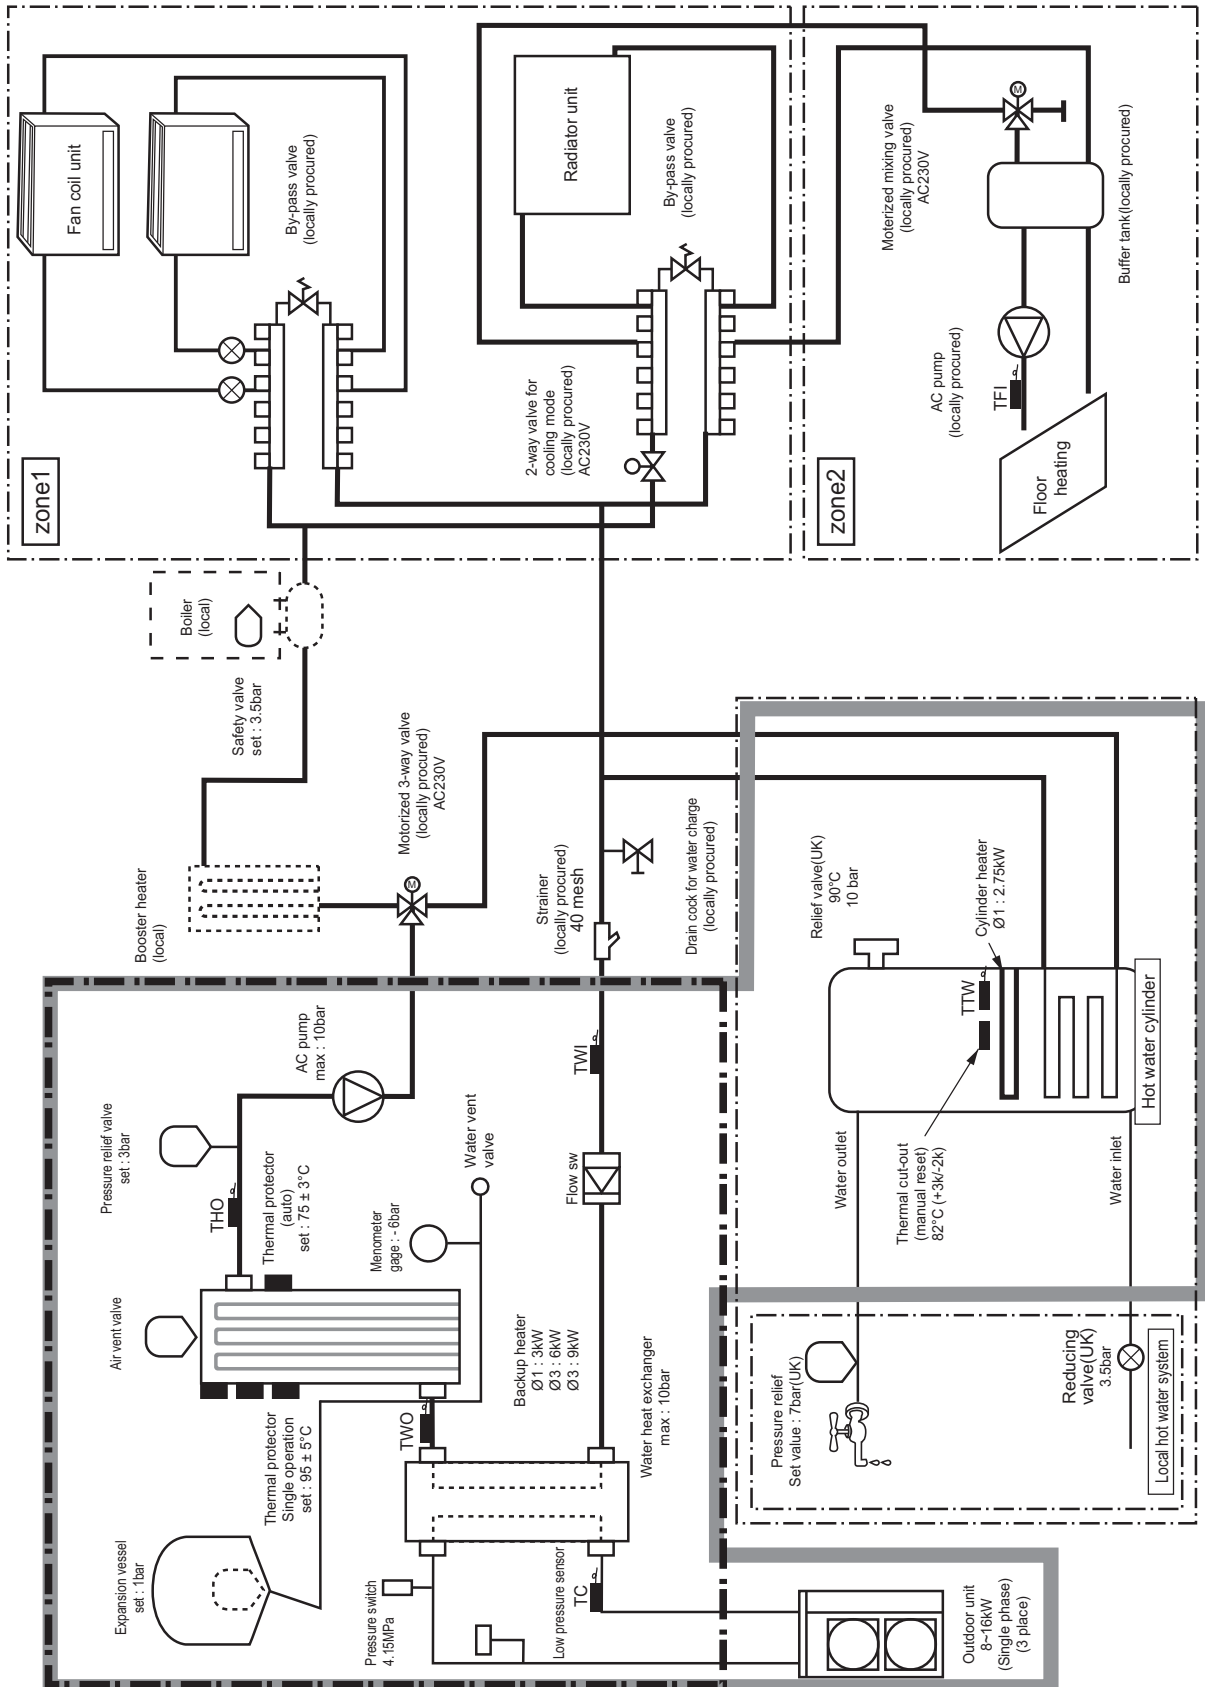 Expansion vessel
set : 1bar
Air vent valve
Pressure relief valve
set : 3bar
Booster heater
(local)
Safety valve
set : 3.5bar
Boiler
(local)
zone1
Fan coil unit
By-pass valve
(locally procured)
Thermal protector
Single operation
set : 95 ± 5°C
THO
Thermal protector
(auto)
set : 75 ± 3°C
AC pump
max : 10bar
Motorized 3-way valve
(locally procured)
AC230V
M
Pressure switch
4.15MPa
TWO
Menometer
gage : - 6bar
Water vent
valve
Backup heater
Ø1 : 3kW
Ø3 : 6kW
Ø3 : 9kW
Low pressure sensor
TC
Flow sw
TWI
Strainer
(locally procured)
40 mesh
2-way valve for
cooling mode
(locally procured)
AC230V
Radiator unit
By-pass valve
(locally procured)
Water heat exchanger
max : 10bar
Drain cock for water charge
(locally procured)
Pressure relief
Set value : 7bar(UK)
Water outlet
Relief valve(UK)
90°C
10 bar
zone2
Moterized mixing valve
(locally procured)
AC230V
M
Thermal cut-out
(manual reset)
82°C (+3k/-2k)
TTW
Cylinder heater
Ø1 : 2.75kW
AC pump
(locally procured)
TFI
Outdoor unit
8~16kW
(Single phase)
(3 place)
Reducing
valve(UK)
3.5bar
Water inlet
Floor
heating
Buffer tank(locally procured)
Local hot water system
Hot water cylinder